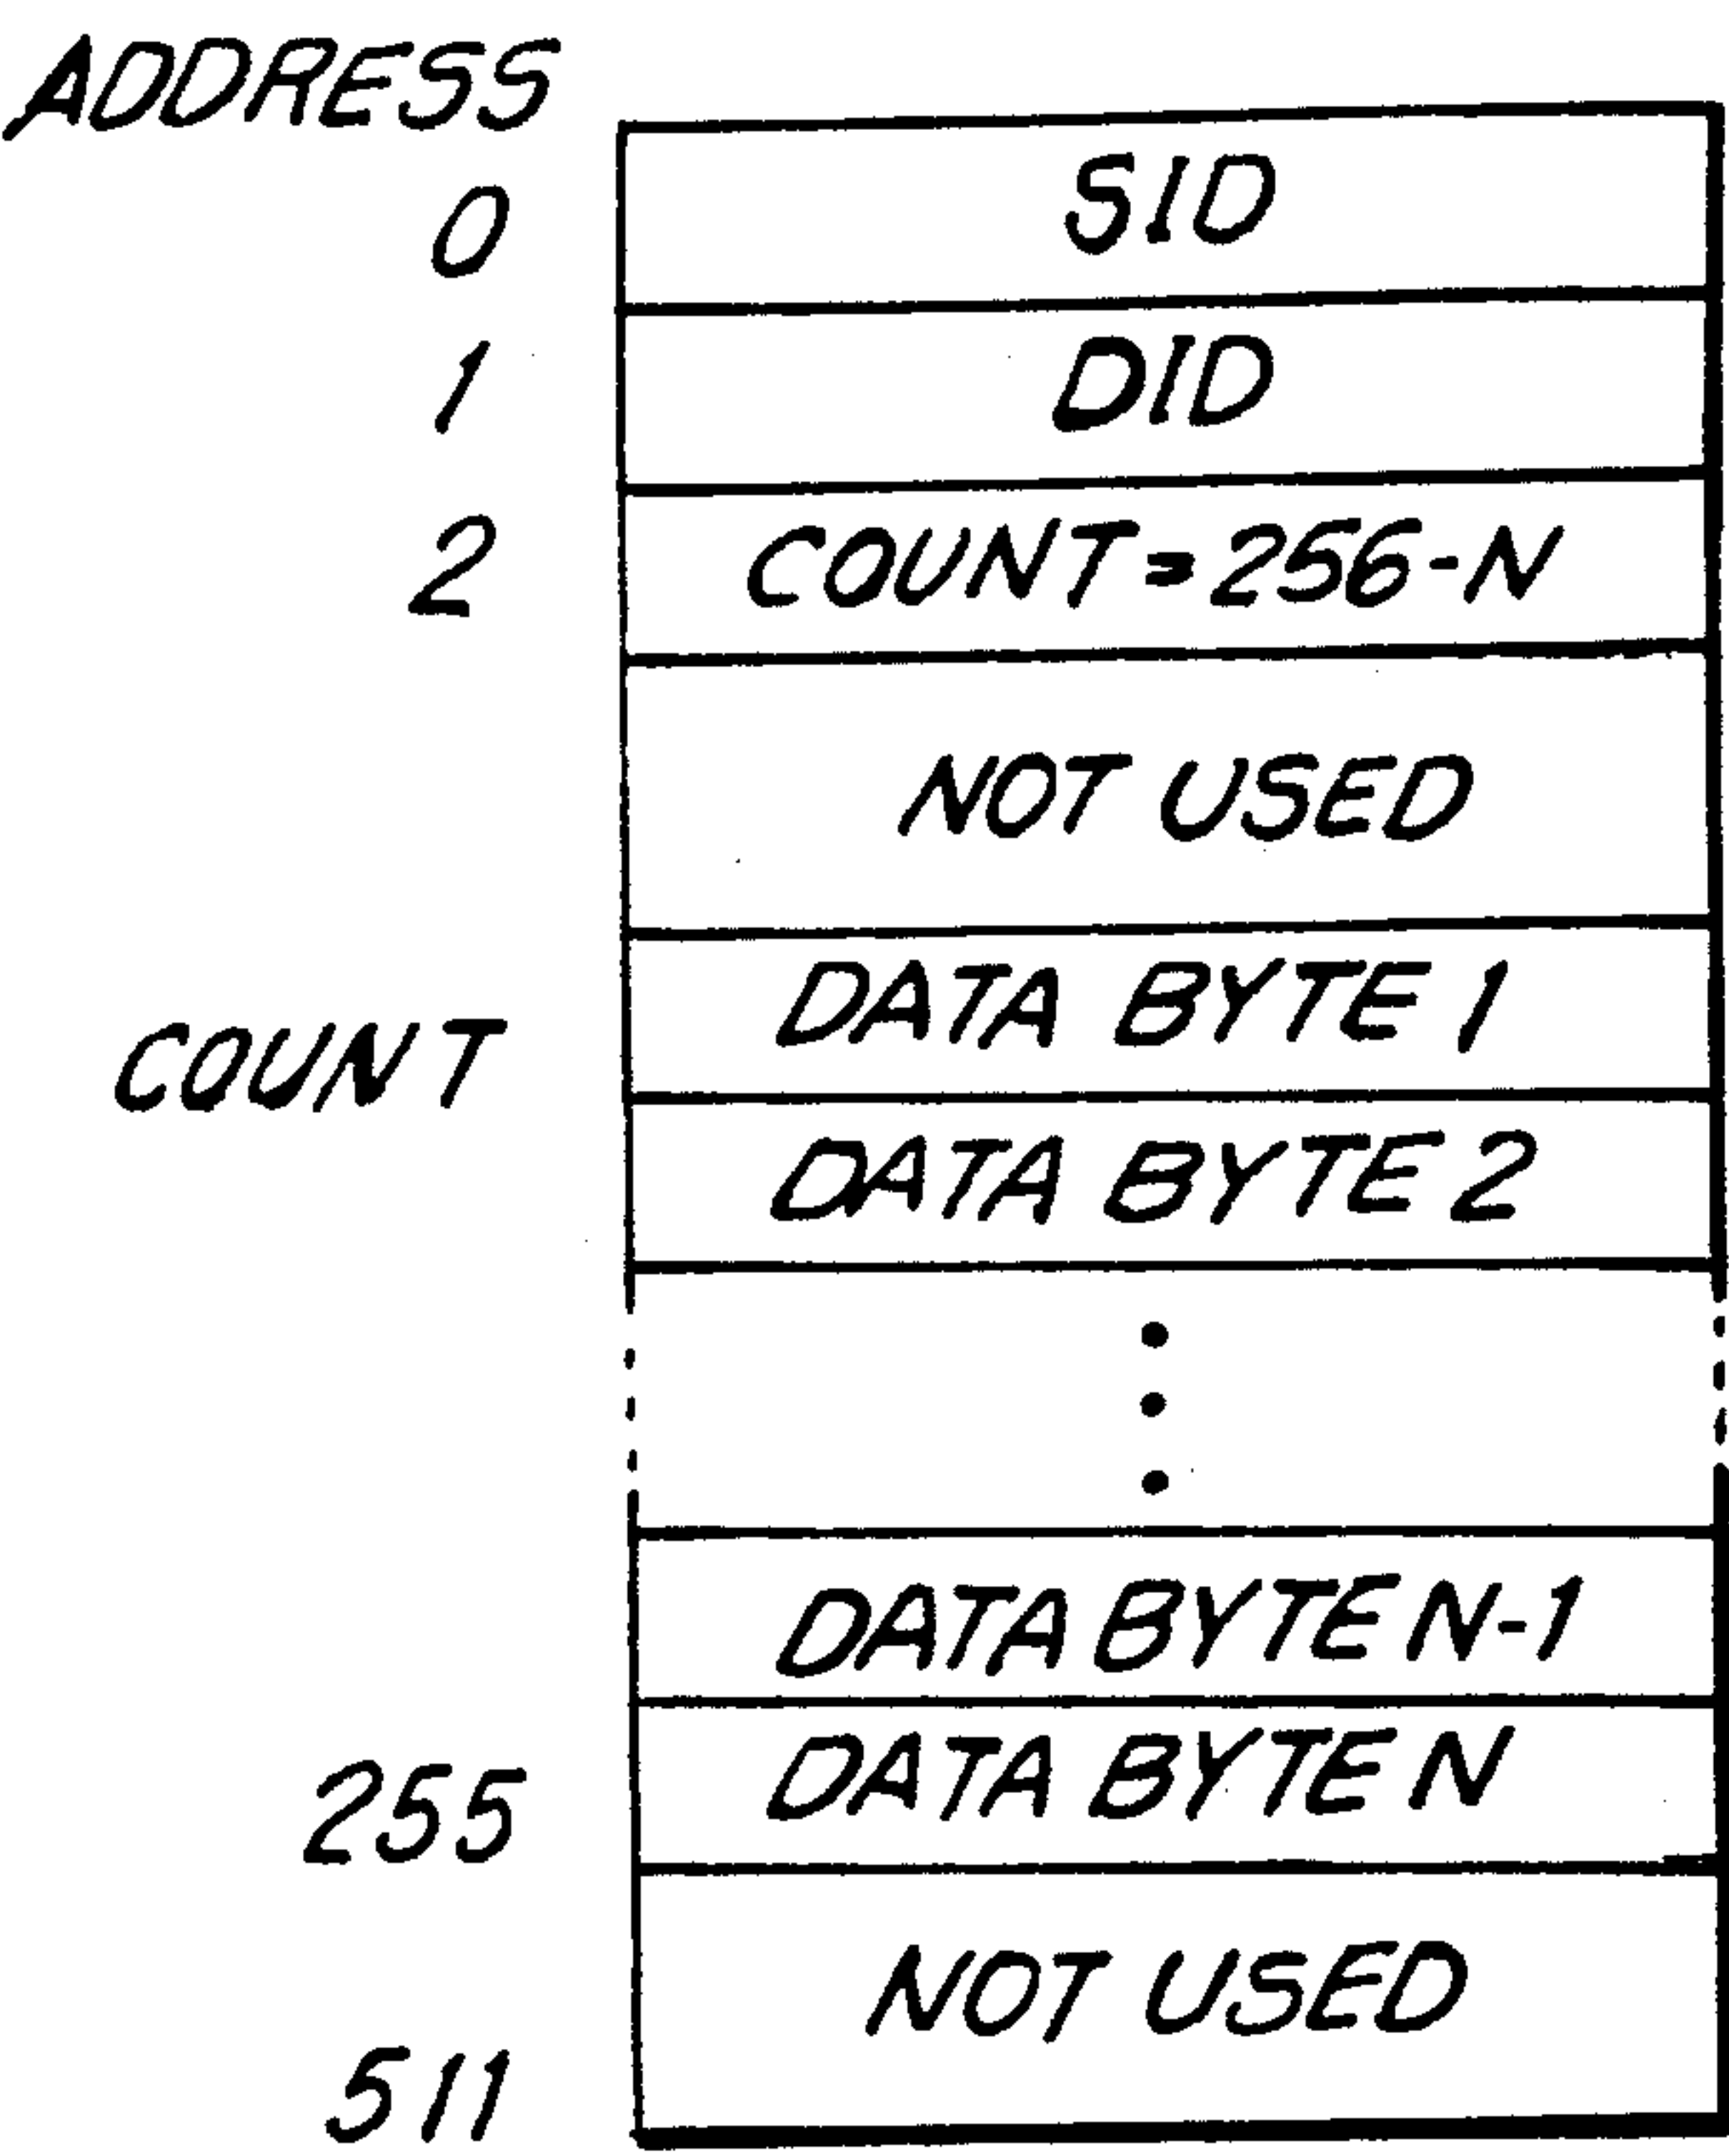 ADDRESS
0 SID
1 DID
2 COUNT=256-N
NOT USED
COUNT DATA BYTE 1
DATA BYTE 2
DATA BYTE N-1
255 DATA BYTE N
NOT USED
511